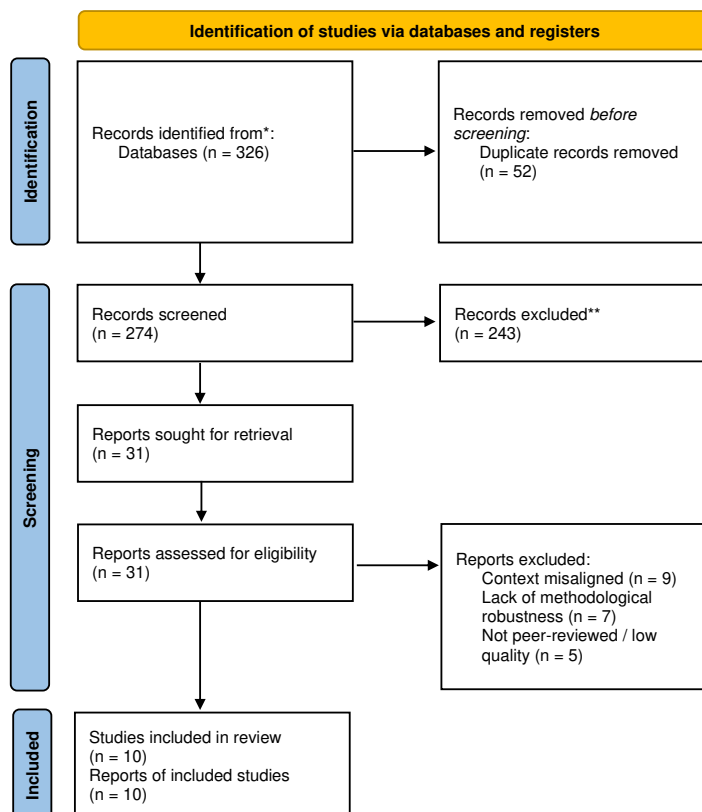 Identification of studies via databases and registers
Identification
Records identified from*:
Databases (n = 326)
Records removed before
screening:
Duplicate records removed
(n = 52)
Screening
Records screened
(n = 274)
Records excluded**
(n = 243)
Reports sought for retrieval
(n = 31)
Reports assessed for eligibility
(n = 31)
Reports excluded:
Context misaligned (n = 9)
Lack of methodological
robustness (n = 7)
Not peer-reviewed / low
quality (n = 5)
Included
Studies included in review
(n = 10)
Reports of included studies
(n = 10)